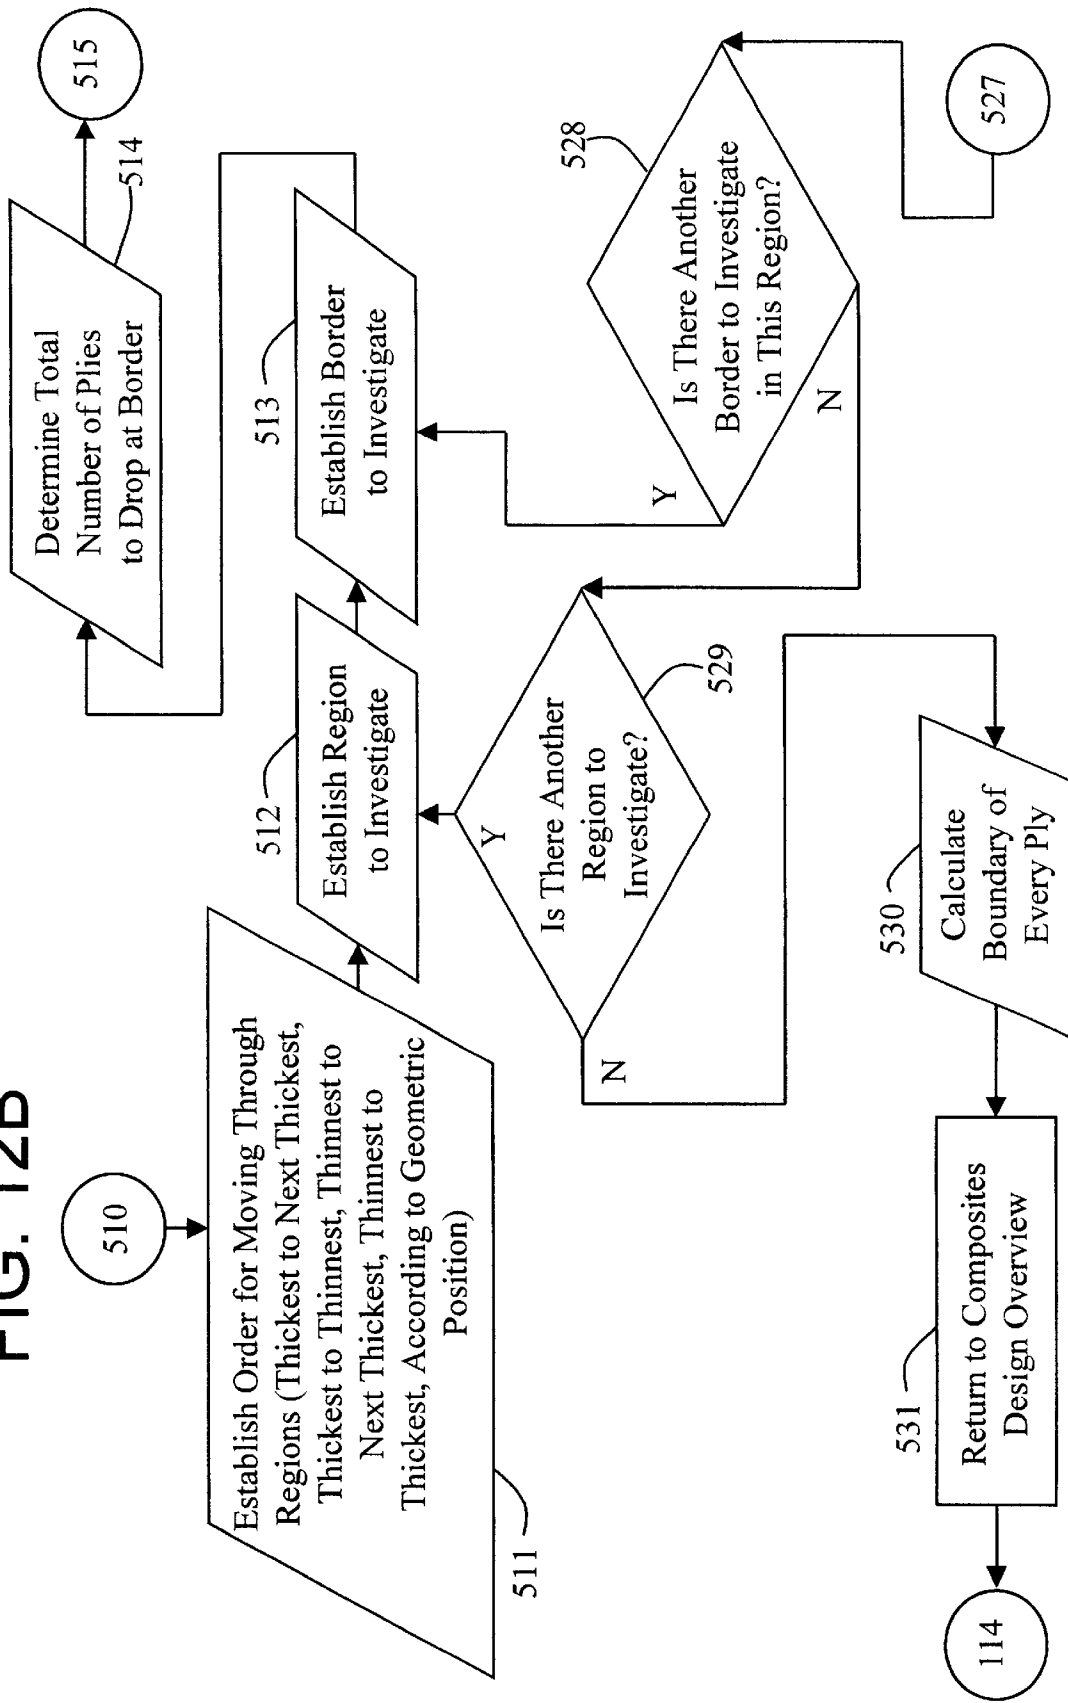 FIG. 12B
510
Establish Order for Moving Through
Regions (Thickest to Next Thickest,
Thickest to Thinnest, Thinnest to
Next Thickest, Thinnest to
Thickest, According to Geometric
Position)
511
512
Establish Region
to Investigate
513
Establish Border
to Investigate
Determine Total
Number of Plies
to Drop at Border
514
515
Y
Is There Another
Region to
Investigate?
529
N
528
Is There Another
Border to Investigate
in This Region?
Y
N
527
530
Calculate
Boundary of
Every Ply
531
Return to Composites
Design Overview
114